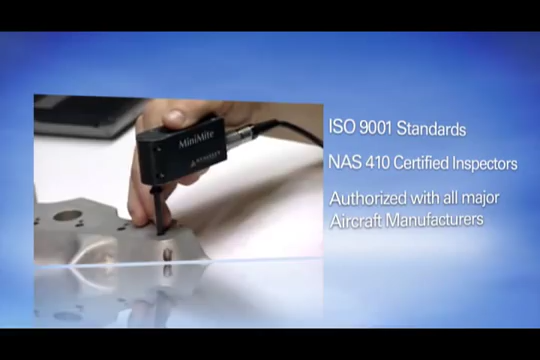 MiniMite
ISO 9001 Standards
NAS 410 Certified Inspectors
Authorized with all major
Aircraft Manufacturers